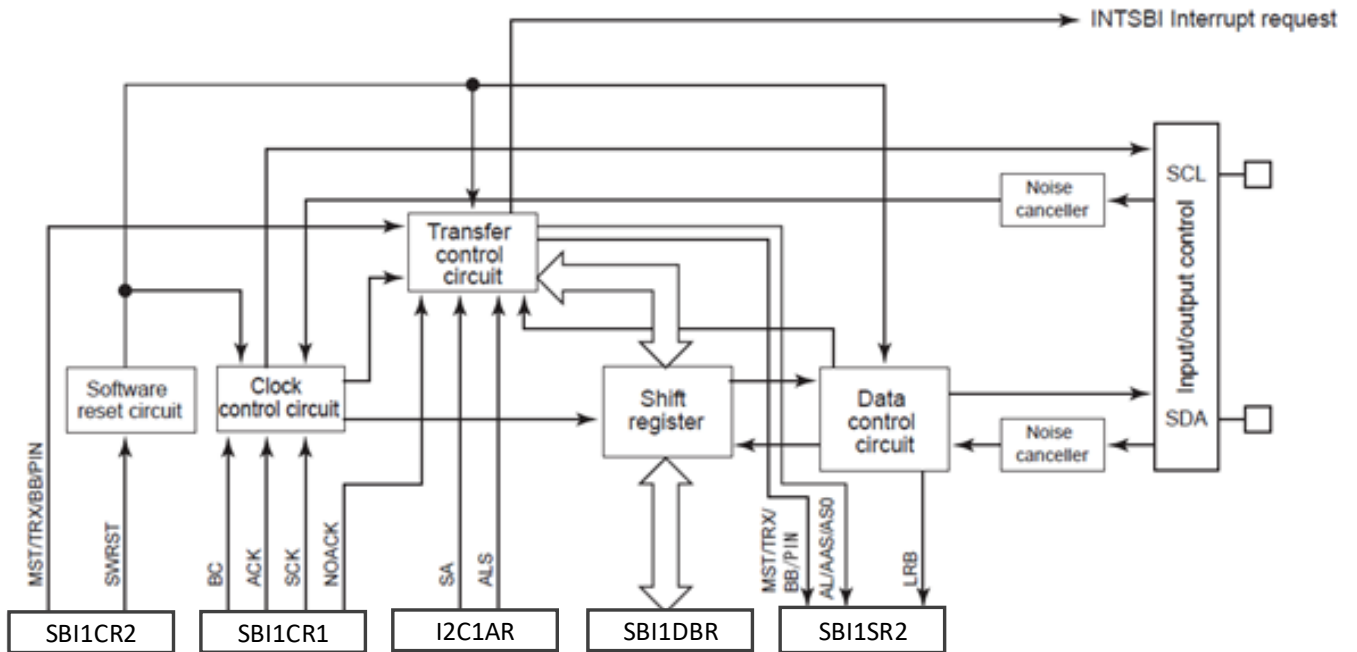 INTSBI Interrupt request
SCL
Noise
canceller
Input/output control
Transfer
control
circuit
Software
reset circuit
Clock
control circuit
Shift
register
Data
control
circuit
SDA
Noise
canceller
MST/TRX/BB/PIN
SWRST
BC
ACK
SCK
NOACK
SA
ALS
MST/TRX/
BB/PIN
AL/AAS/AS0
LRB
SBI1CR2
SBI1CR1
I2C1AR
SBI1DBR
SBI1SR2